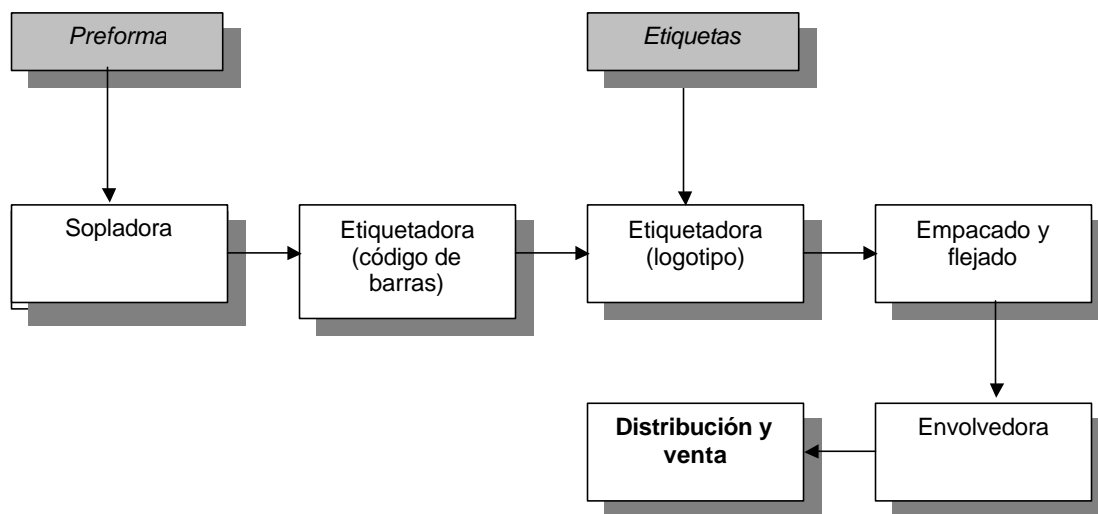 Preforma
Etiquetas
Sopladora
Etiquetadora
(código de
barras)
Etiquetadora
(logotipo)
Empacado y
flejado
Distribución y
venta
Envolvedora